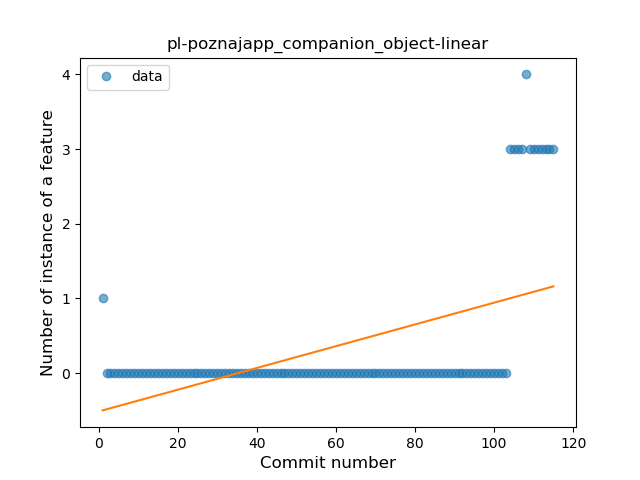 pl-poznajapp_companion_object-linear
data
Number of instance of a feature
4
3
2
1
0
0 20 40 60 80 100 120
Commit number